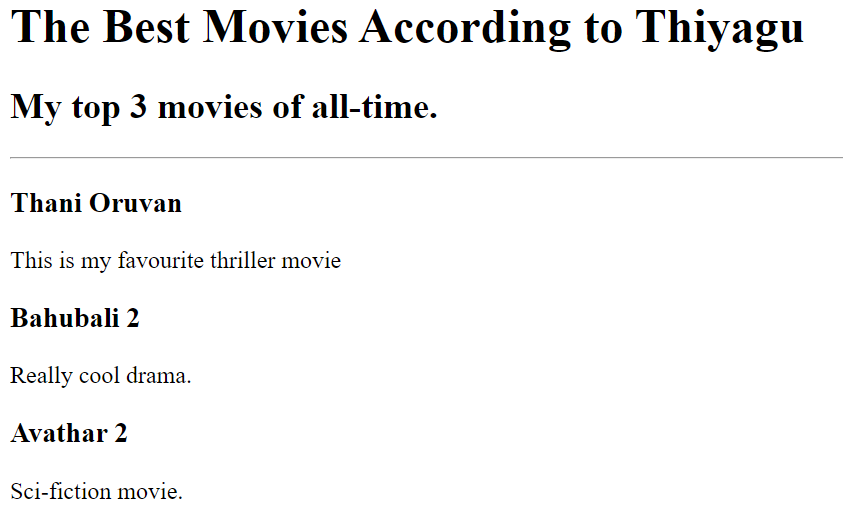 The Best Movies According to Thiyagu
My top 3 movies of all-time.
Thani Oruvan
This is my favourite thriller movie
Bahubali 2
Really cool drama.
Avathar 2
Sci-fiction movie.